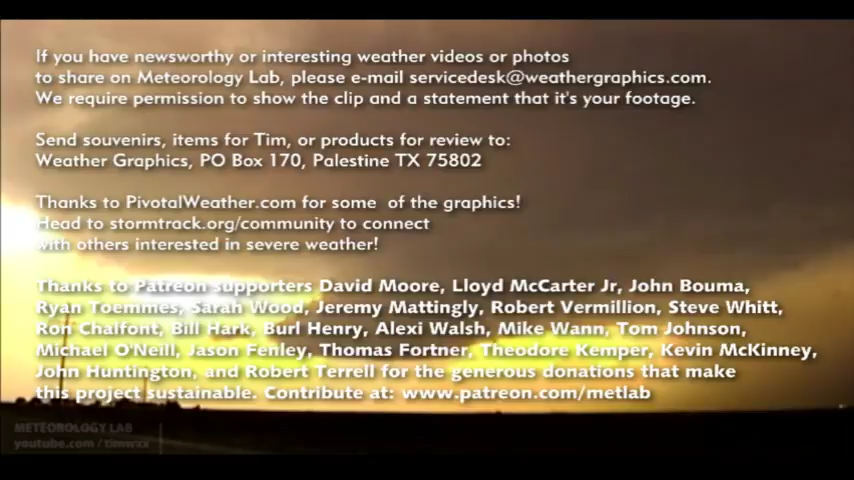 If you have newsworthy or interesting weather videos or photos
to share on Meteorology Lab, please e-mail servicedesk@weathergraphics.com.
We require permission to show the clip and a statement that it's your footage.
Send souvenirs, items for Tim, or products for review to:
Weather Graphics, PO Box 170, Palestine TX 75802
Thanks to PivotalWeather.com for some of the graphics!
Head to stormtrack.org/community to connect
with others interested in severe weather!
Thanks to Patreon supporters David Moore, Lloyd McCarter Jr, John Bouma,
Ryan Toemmes, Sarah Wood, Jeremy Mattingly, Robert Vermillion, Steve Whitt,
Ron Chalfont, Bill Hark, Burl Henry, Alexi Walsh, Mike Wann, Tom Johnson,
Michael O'Neill, Jason Fenley, Thomas Fortner, Theodore Kemper, Kevin McKinney,
John Huntington, and Robert Terrell for the generous donations that make
this project sustainable. Contribute at: www.patreon.com/metlab
METEOROLOGY LAB